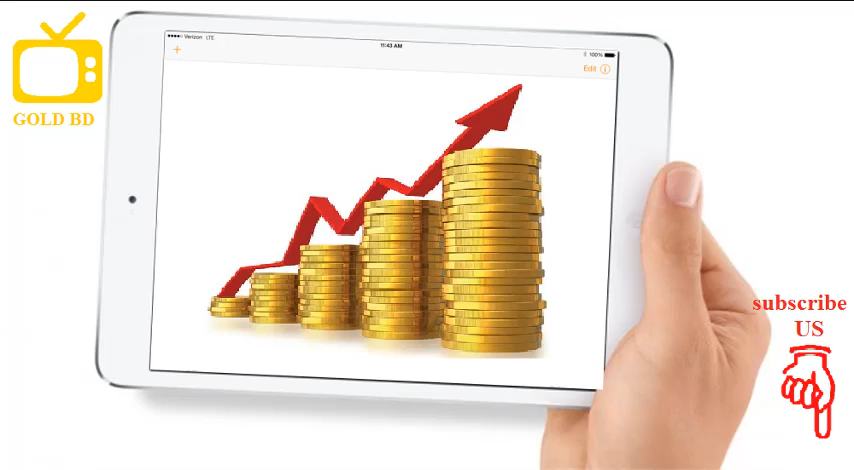 Verizon LTE
11:43 AM
100%
Edit
GOLD BD
subscribe
US